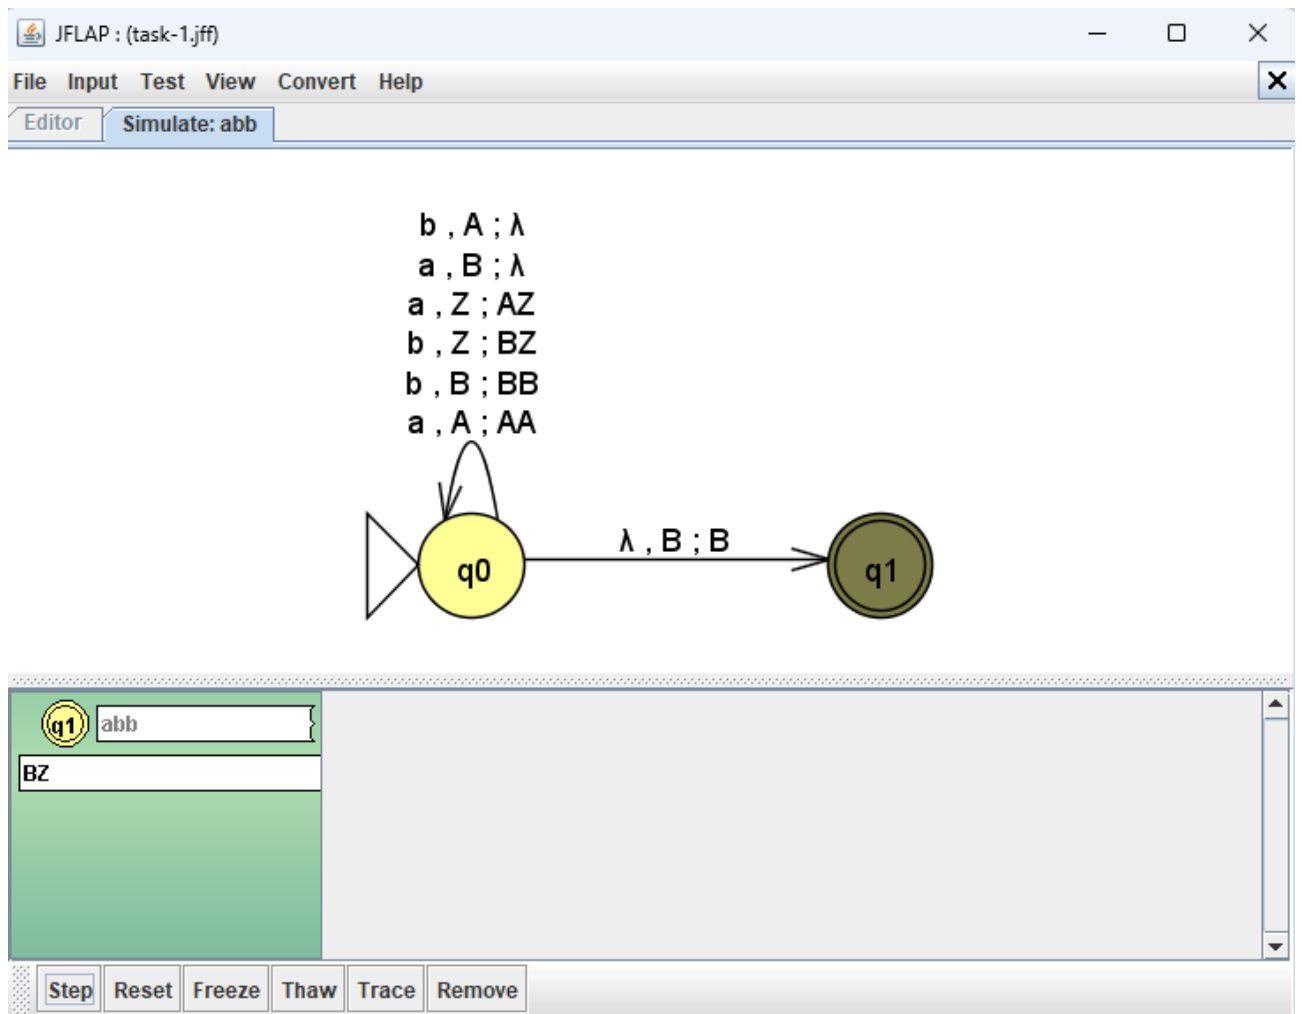 JFLAP : (task-1.jff)
File Input Test View Convert Help
Editor Simulate: abb
b , A ; λ
a , B ; λ
a , Z ; AZ
b , Z ; BZ
b , B ; BB
a , A ; AA
λ , B ; B
q0
q1
q1 abb
BZ
Step Reset Freeze Thaw Trace Remove